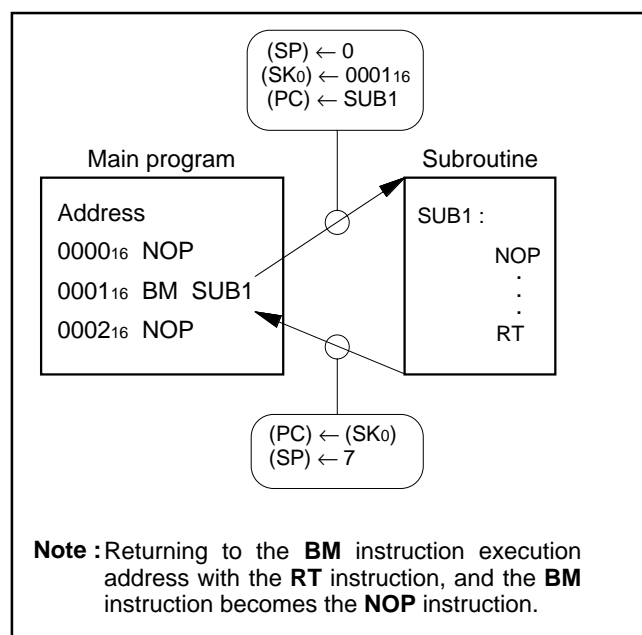 (SP) ← 0
(SK0) ← 000116
(PC) ← SUB1
Main program
Subroutine
Address
000016 NOP
000116 BM SUB1
000216 NOP
SUB1 :
NOP
·
·
·
RT
(PC) ← (SK0)
(SP) ← 7
Note : Returning to the BM instruction execution
address with the RT instruction, and the BM
instruction becomes the NOP instruction.